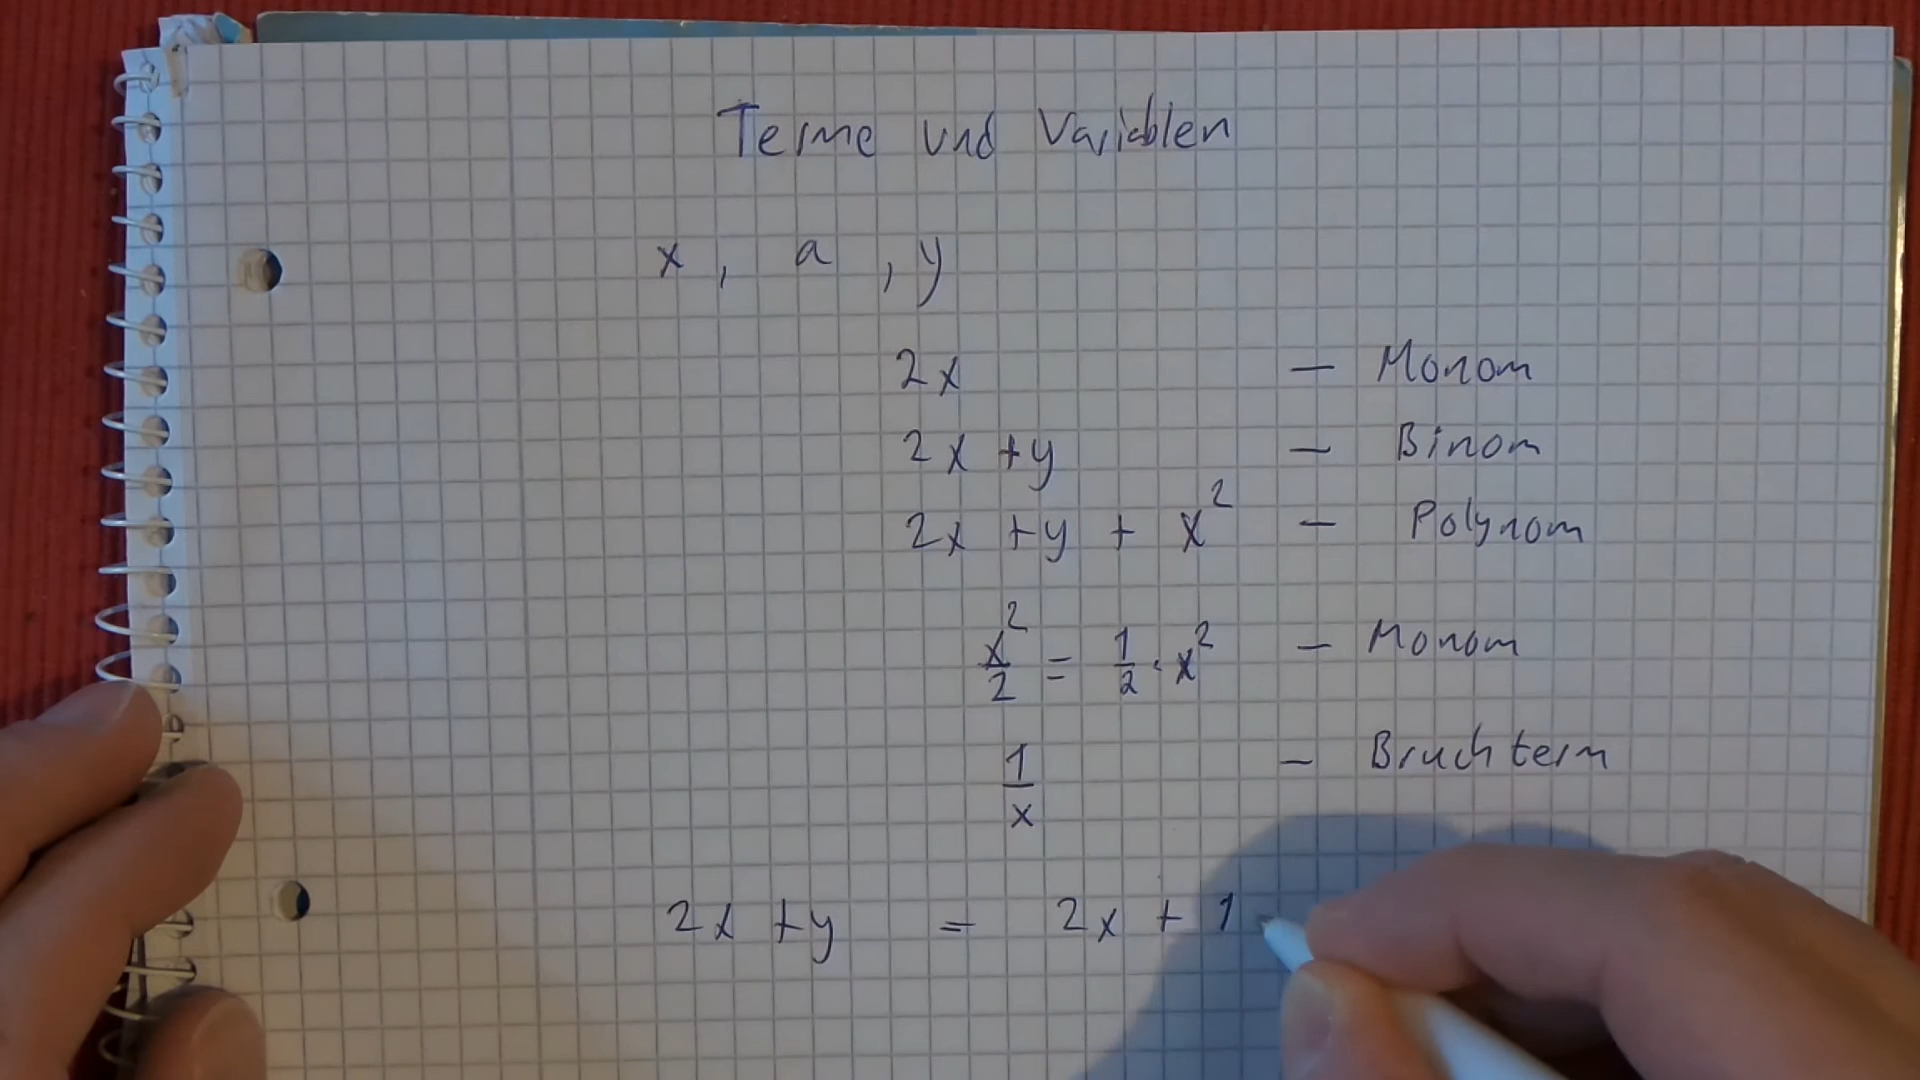 Terme und Variablen
x , a , y
2x — Monom
2x + y — Binom
2x + y + x² — Polynom
x²/2 = 1/2 · x² — Monom
1/x — Bruchterm
2x + y = 2x + 1